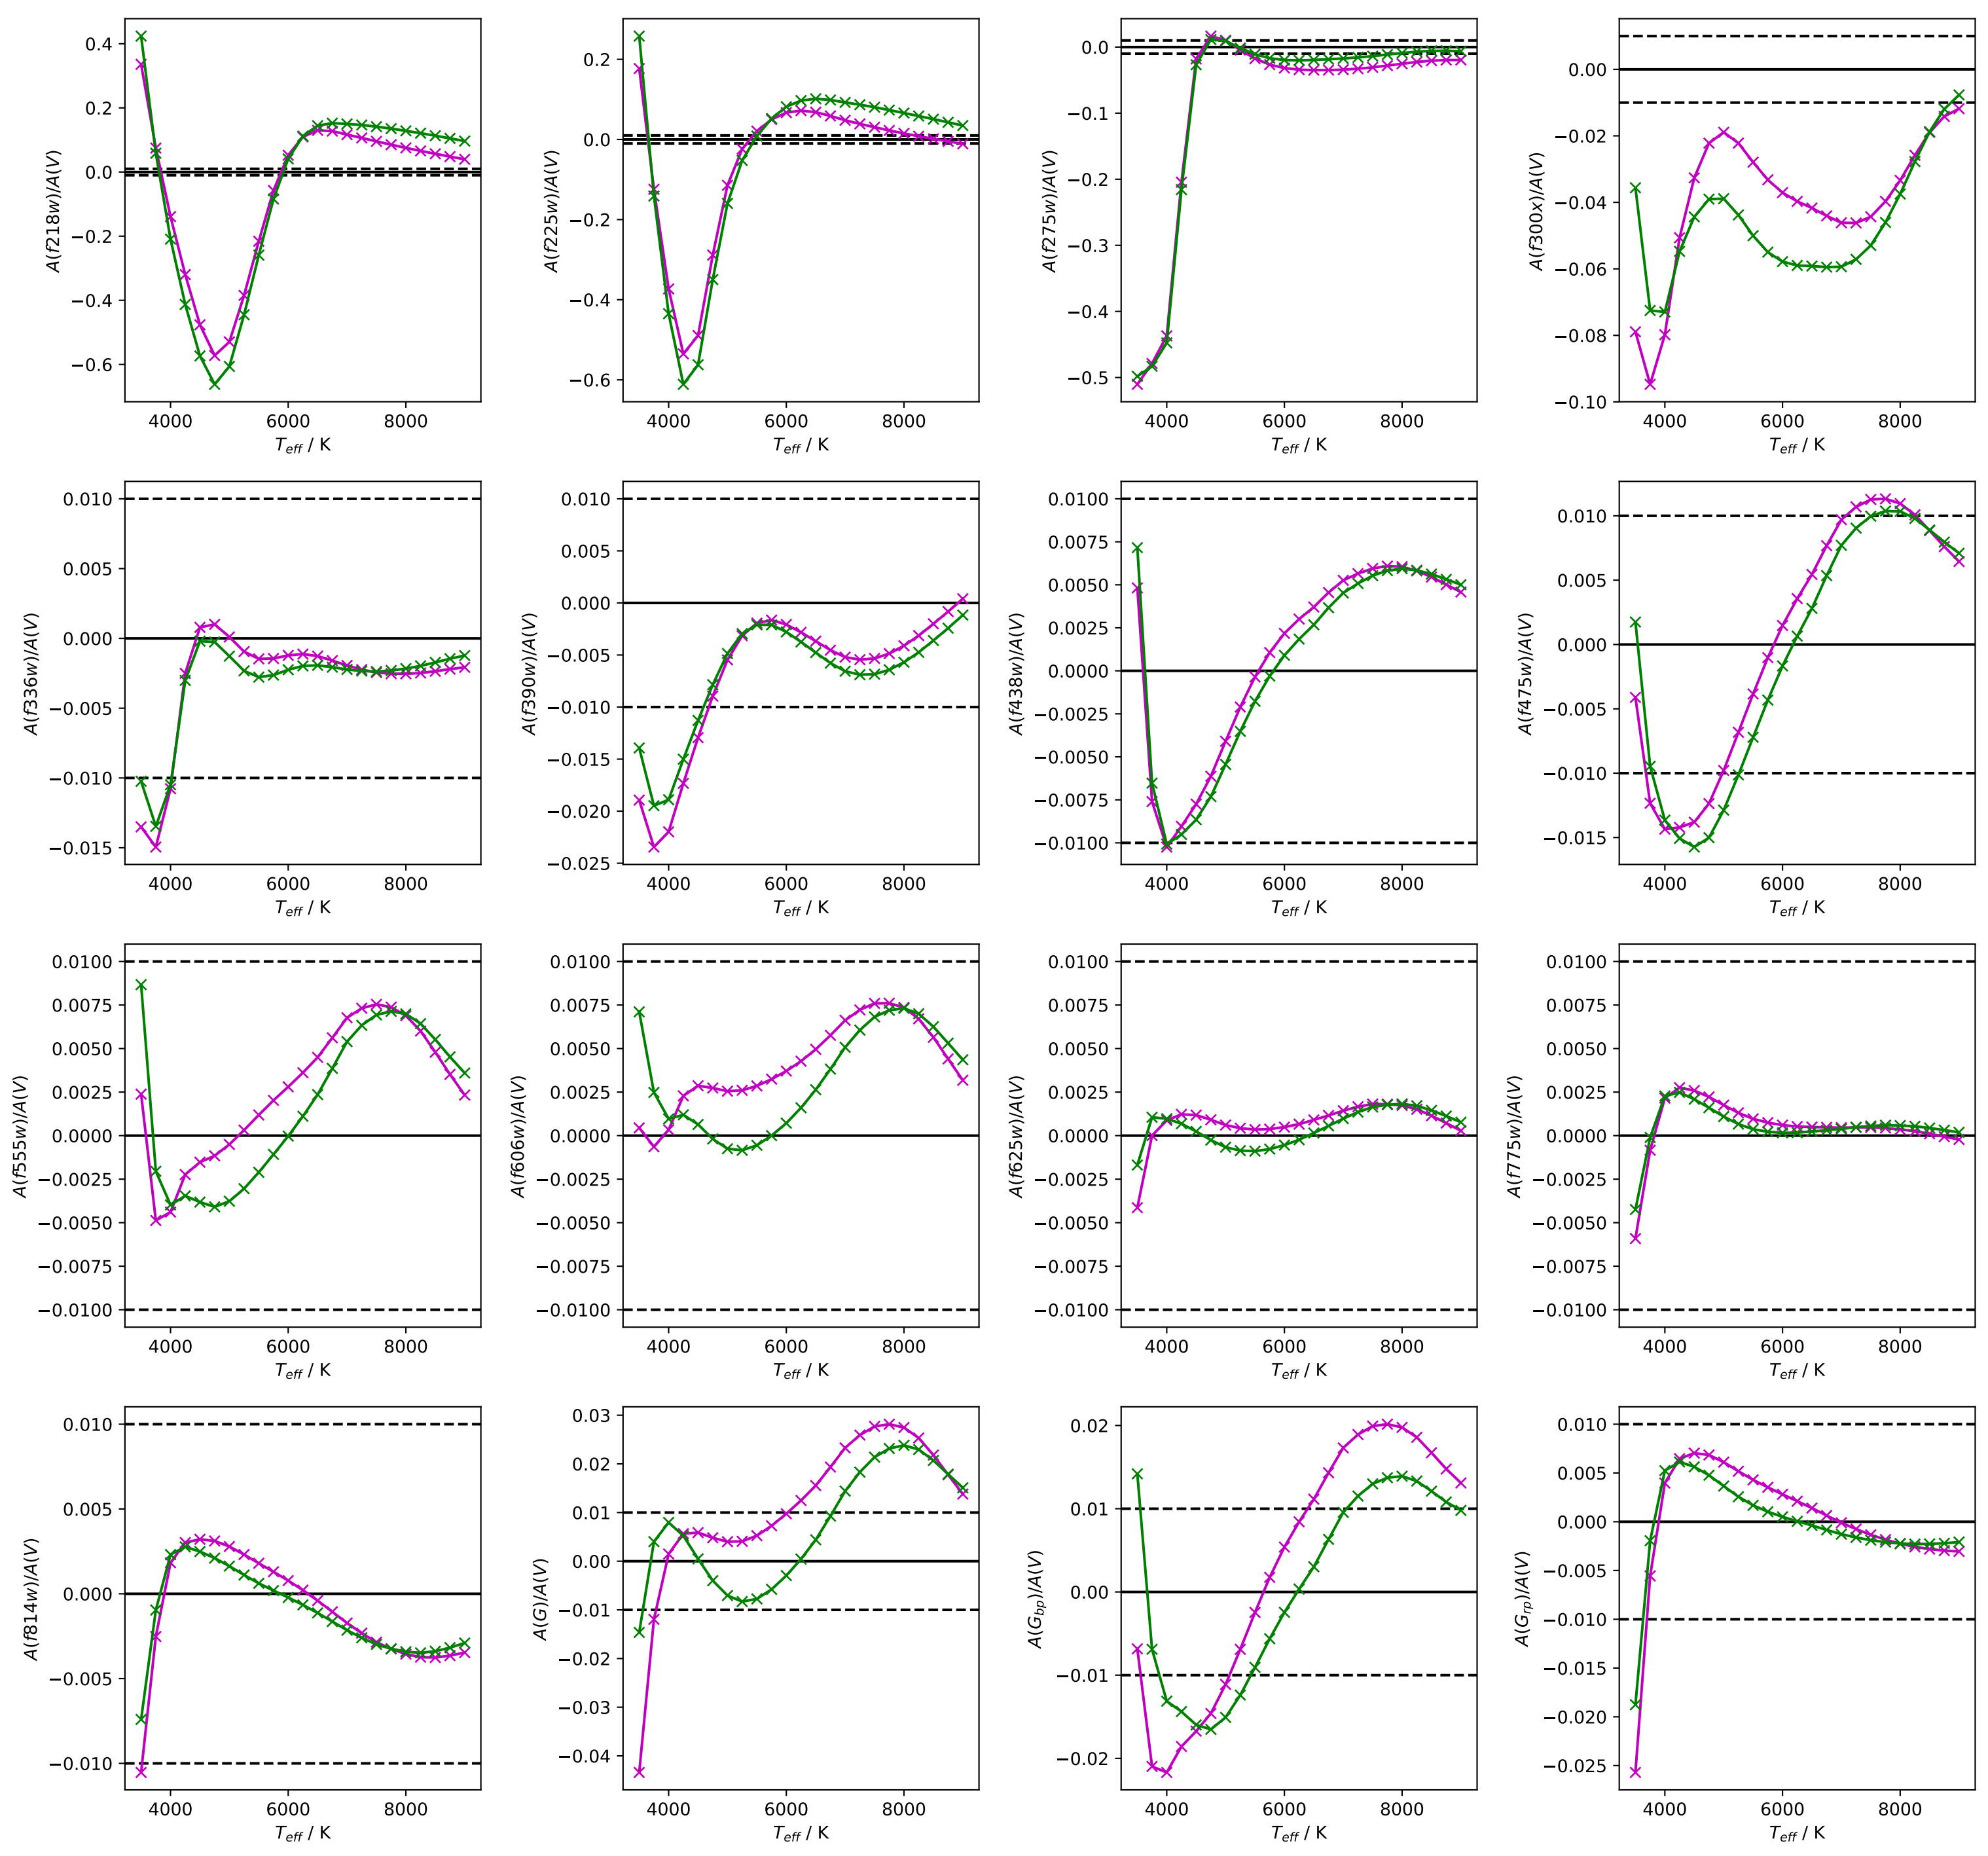 A(f218w)/A(V)
0.4
0.2
0.0
−0.2
−0.4
−0.6
4000 6000 8000
T_eff / K
A(f225w)/A(V)
0.2
0.0
−0.2
−0.4
−0.6
4000 6000 8000
T_eff / K
A(f275w)/A(V)
0.0
−0.1
−0.2
−0.3
−0.4
−0.5
4000 6000 8000
T_eff / K
A(f300x)/A(V)
0.00
−0.02
−0.04
−0.06
−0.08
−0.10
4000 6000 8000
T_eff / K
A(f336w)/A(V)
0.010
0.005
0.000
−0.005
−0.010
−0.015
4000 6000 8000
T_eff / K
A(f390w)/A(V)
0.010
0.005
0.000
−0.005
−0.010
−0.015
−0.020
−0.025
4000 6000 8000
T_eff / K
A(f438w)/A(V)
0.0100
0.0075
0.0050
0.0025
0.0000
−0.0025
−0.0050
−0.0075
−0.0100
4000 6000 8000
T_eff / K
A(f475w)/A(V)
0.010
0.005
0.000
−0.005
−0.010
−0.015
4000 6000 8000
T_eff / K
A(f555w)/A(V)
0.0100
0.0075
0.0050
0.0025
0.0000
−0.0025
−0.0050
−0.0075
−0.0100
4000 6000 8000
T_eff / K
A(f606w)/A(V)
0.0100
0.0075
0.0050
0.0025
0.0000
−0.0025
−0.0050
−0.0075
−0.0100
4000 6000 8000
T_eff / K
A(f625w)/A(V)
0.0100
0.0075
0.0050
0.0025
0.0000
−0.0025
−0.0050
−0.0075
−0.0100
4000 6000 8000
T_eff / K
A(f775w)/A(V)
0.0100
0.0075
0.0050
0.0025
0.0000
−0.0025
−0.0050
−0.0075
−0.0100
4000 6000 8000
T_eff / K
A(f814w)/A(V)
0.010
0.005
0.000
−0.005
−0.010
4000 6000 8000
T_eff / K
A(G)/A(V)
0.03
0.02
0.01
0.00
−0.01
−0.02
−0.03
−0.04
4000 6000 8000
T_eff / K
A(G_bp)/A(V)
0.02
0.01
0.00
−0.01
−0.02
4000 6000 8000
T_eff / K
A(G_rp)/A(V)
0.010
0.005
0.000
−0.005
−0.010
−0.015
−0.020
−0.025
4000 6000 8000
T_eff / K